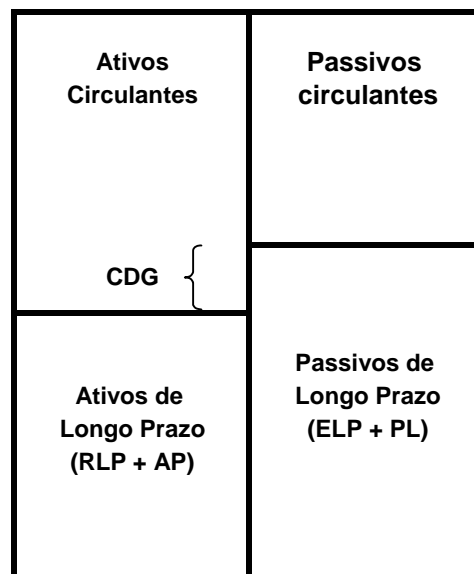 Ativos
Circulantes
Passivos
circulantes
CDG
Ativos de
Longo Prazo
(RLP + AP)
Passivos de
Longo Prazo
(ELP + PL)